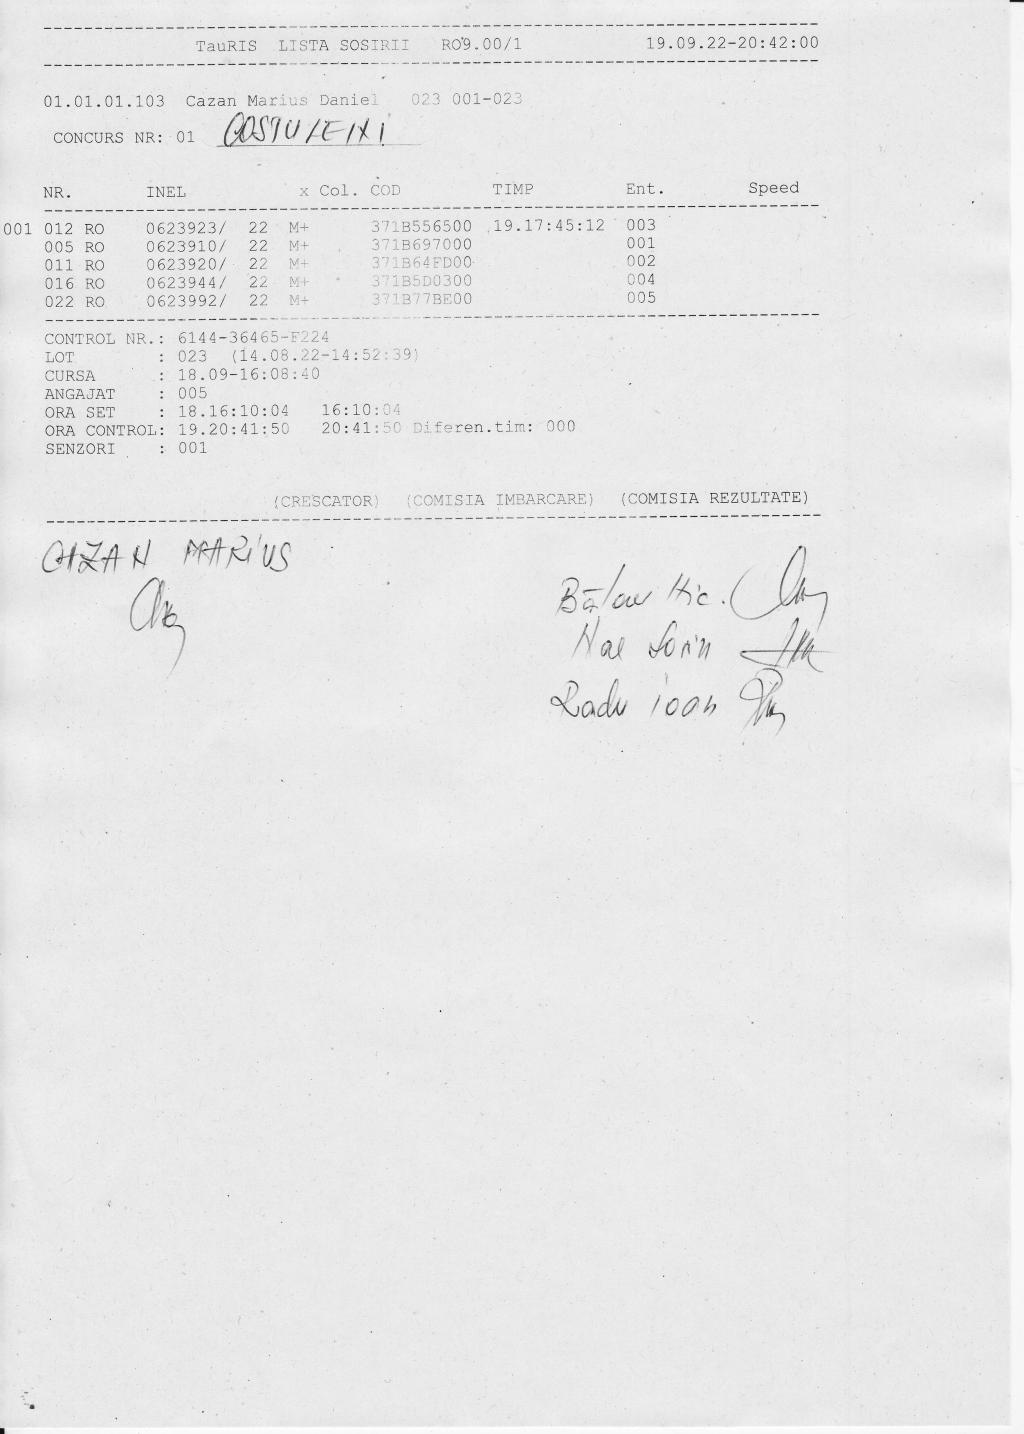 TauRIS LISTA SOSIRII RO9.00/1 19.09.22-20:42:00
01.01.01.103 Cazan Marius Daniel 023 001-023
CONCURS NR: 01 COSTULENI
NR. INEL x Col. COD TIMP Ent. Speed
001 012 RO 0623923/ 22 M+ 371B556500 19.17:45:12 003
005 RO 0623910/ 22 M+ 371B697000 001
011 RO 0623920/ 22 M+ 371B64FD00 002
016 RO 0623944/ 22 M+ 371B5D0300 004
022 RO 0623992/ 22 M+ 371B77BE00 005
CONTROL NR.: 6144-36465-F224
LOT : 023 (14.08.22-14:52:39)
CURSA : 18.09-16:08:40
ANGAJAT : 005
ORA SET : 18.16:10:04 16:10:04
ORA CONTROL: 19.20:41:50 20:41:50 Diferen.tim: 000
SENZORI : 001
(CRESCATOR) (COMISIA IMBARCARE) (COMISIA REZULTATE)
CAZAN MARIUS
Nae Sorin
Radu ioan